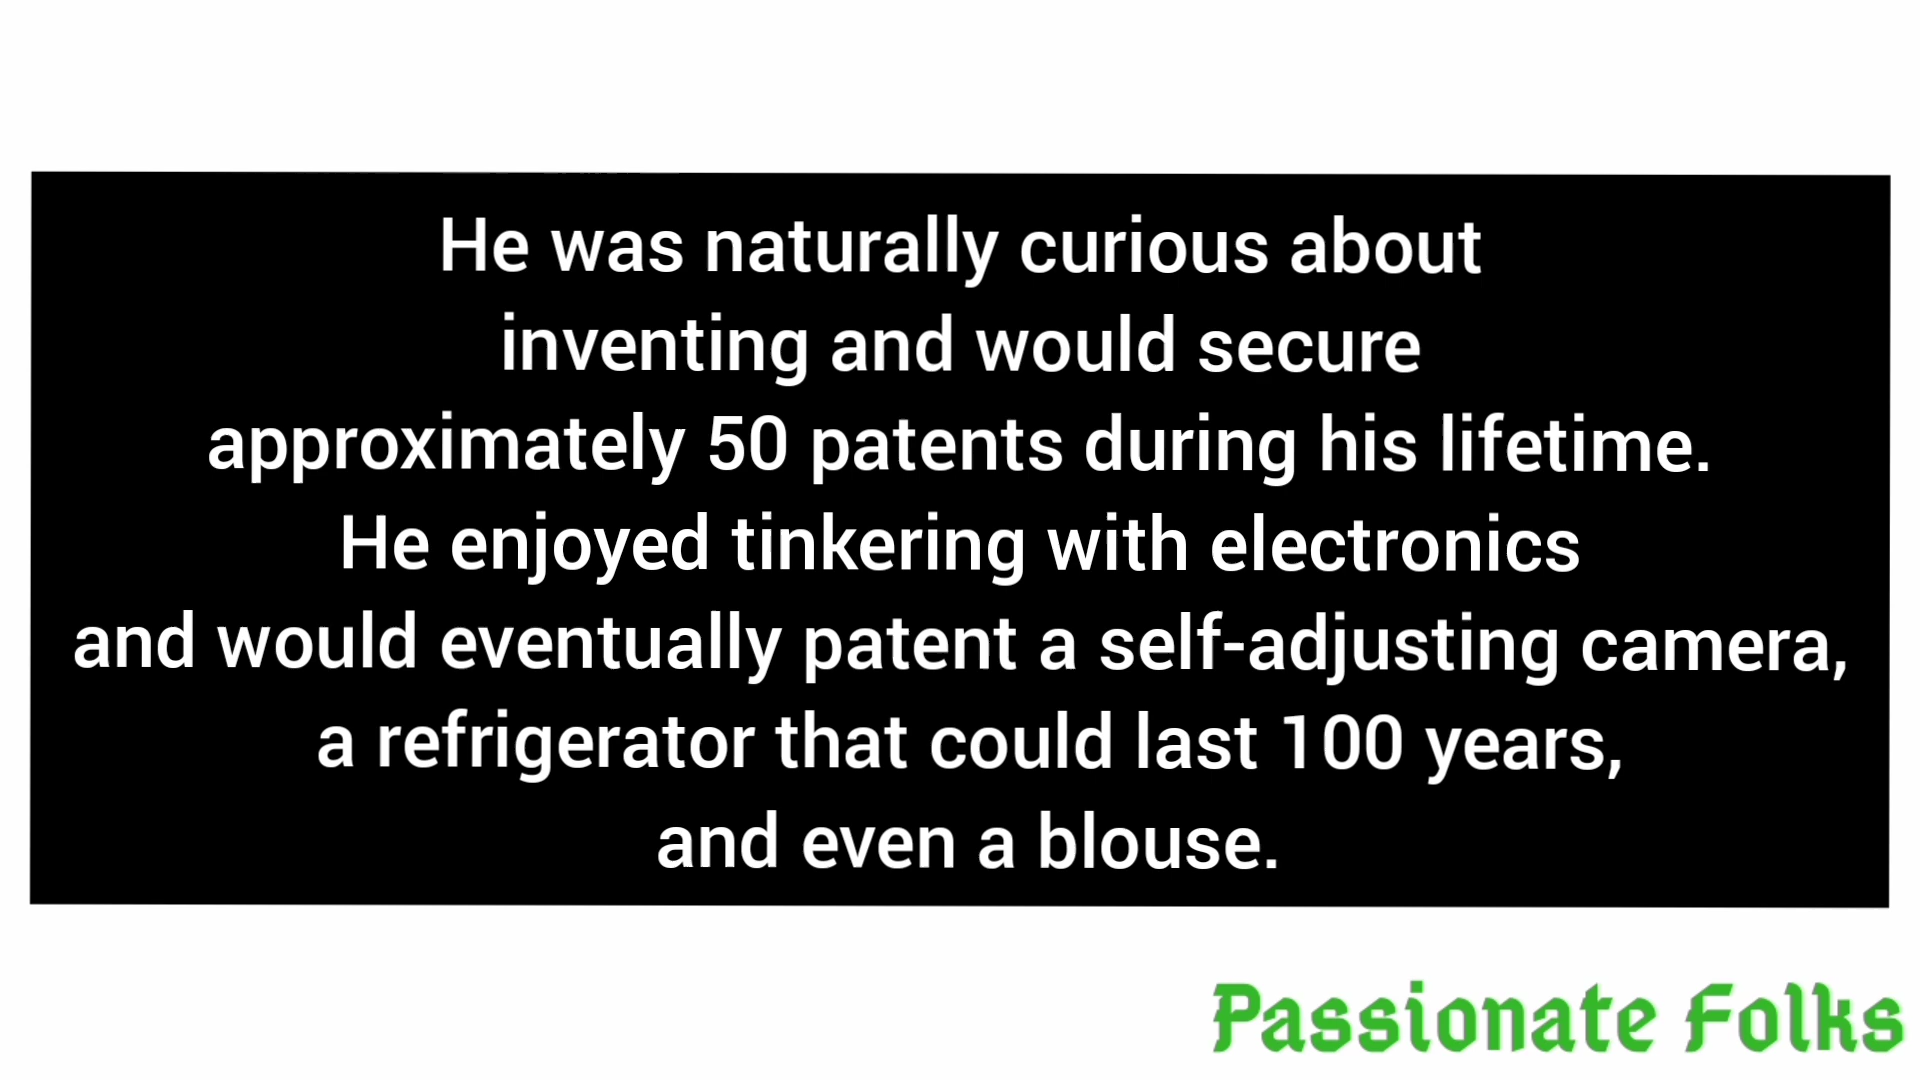 He was naturally curious about
inventing and would secure
approximately 50 patents during his lifetime.
He enjoyed tinkering with electronics
and would eventually patent a self-adjusting camera,
a refrigerator that could last 100 years,
and even a blouse.
Passionate Folks